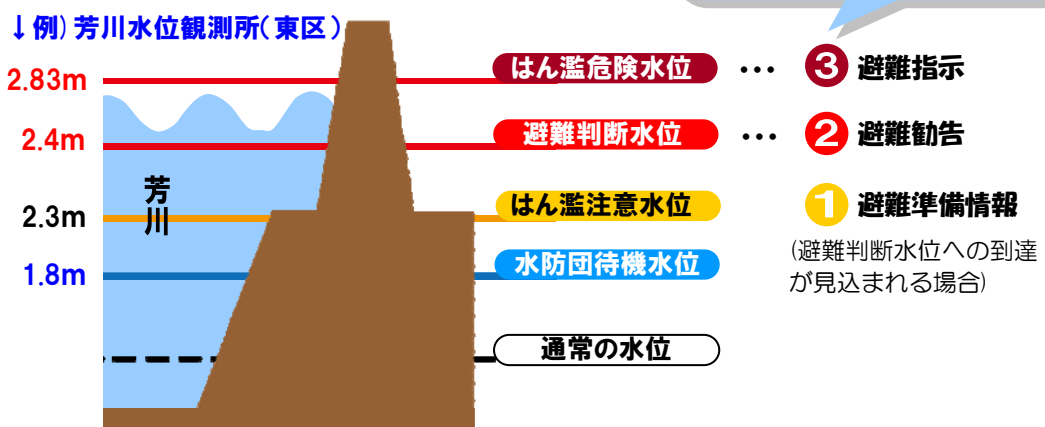 ↓例）芳川水位観測所（東区）
2.83m
はん濫危険水位
… 3 避難指示
2.4m
避難判断水位
… 2 避難勧告
芳川
2.3m
はん濫注意水位
1 避難準備情報
(避難判断水位への到達
が見込まれる場合)
1.8m
水防団待機水位
通常の水位